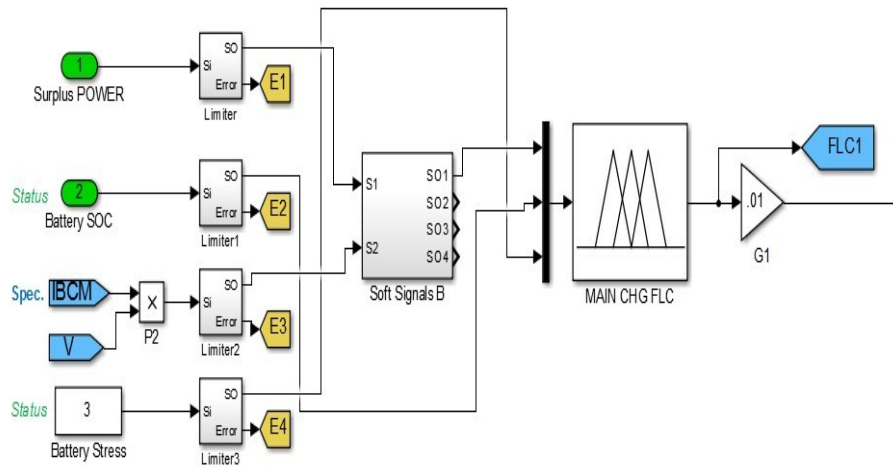 1
Surplus POWER
Si
SO
Error
Limiter
E1
Status
2
Battery SOC
Si
SO
Error
Limiter1
E2
Spec.
IBCM
V
×
P2
Si
SO
Error
Limiter2
E3
Status
3
Battery Stress
Si
SO
Error
Limiter3
E4
S1
S2
SO1
SO2
SO3
SO4
Soft Signals B
MAIN CHG FLC
FLC1
.01
G1